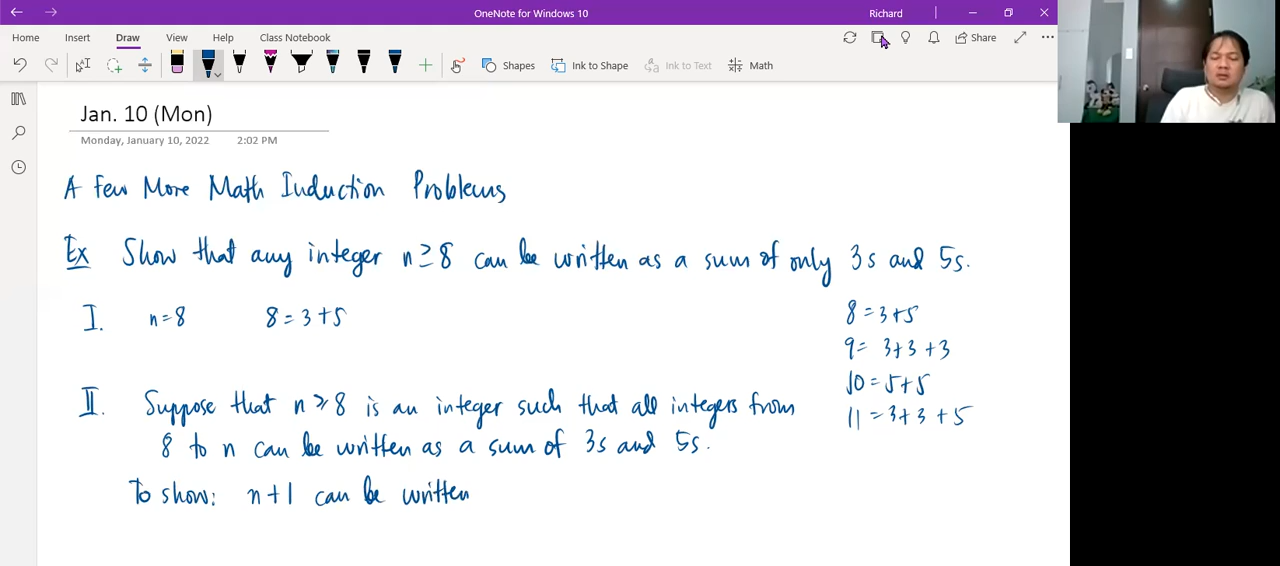 OneNote for Windows 10
Richard
Home Insert Draw View Help Class Notebook
Share
Shapes Ink to Shape Ink to Text Math
Jan. 10 (Mon)
Monday, January 10, 2022 2:02 PM
A Few More Math Induction Problems
Ex Show that any integer n ≥ 8 can be written as a sum of only 3s and 5s.
I. n=8 8 = 3+5
8 = 3+5
9 = 3+3+3
10 = 5+5
11 = 3+3+5
II. Suppose that n ≥ 8 is an integer such that all integers from
8 to n can be written as a sum of 3s and 5s.
To show: n+1 can be written